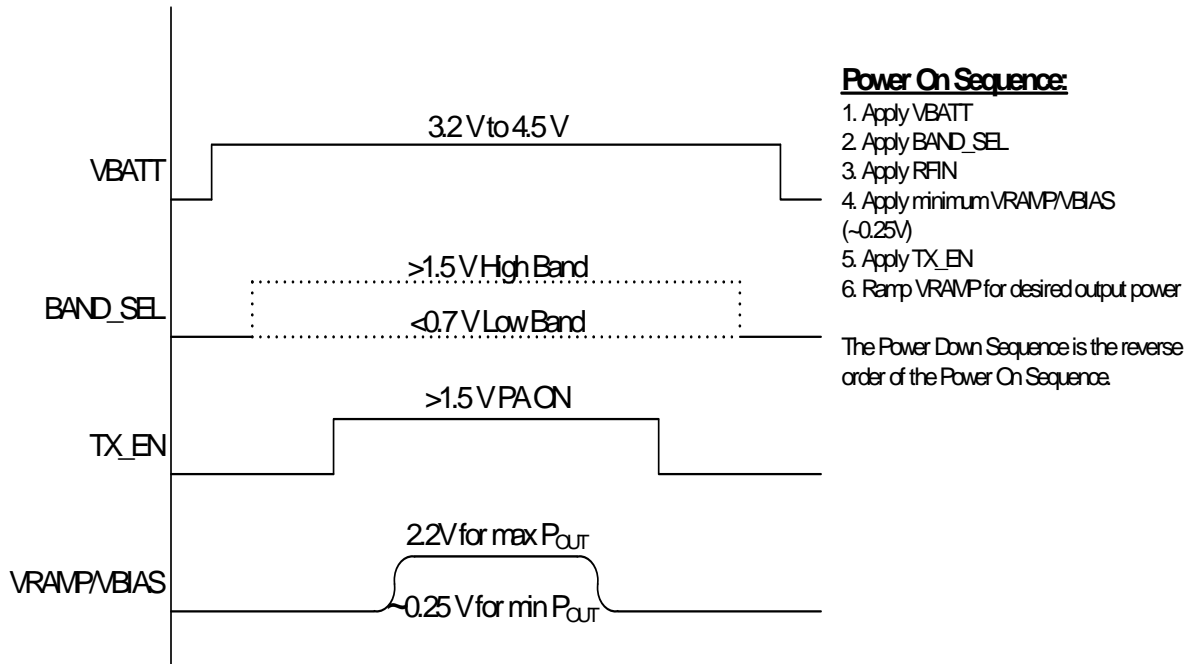 Power On Sequence:
1. Apply VBATT
2. Apply BAND_SEL
3. Apply RFIN
4. Apply minimum VRAMP/VBIAS
(~0.25V)
5. Apply TX_EN
6. Ramp VRAMP for desired output power
The Power Down Sequence is the reverse
order of the Power On Sequence.
VBATT
3.2 V to 4.5 V
BAND_SEL
>1.5 V High Band
<0.7 V Low Band
TX_EN
>1.5 V PA ON
VRAMP/VBIAS
2.2V for max POUT
~0.25 V for min POUT